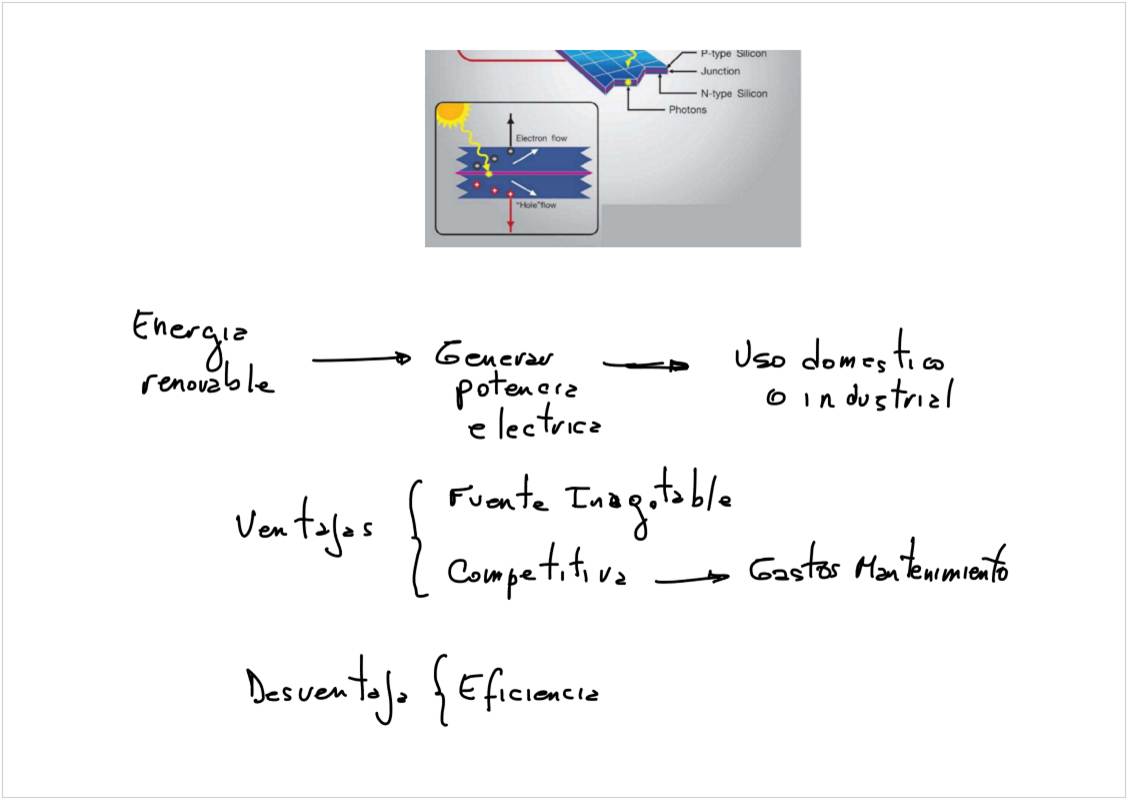 P-type Silicon
Junction
N-type Silicon
Photons
Electron flow
"Hole" flow
Energia
renovable
Generar
potencia
electrica
Uso domestico
o industrial
Ventajas
Fuente Inagotable
Competitiva → Gastos Mantenimiento
Desventaja { Eficiencia